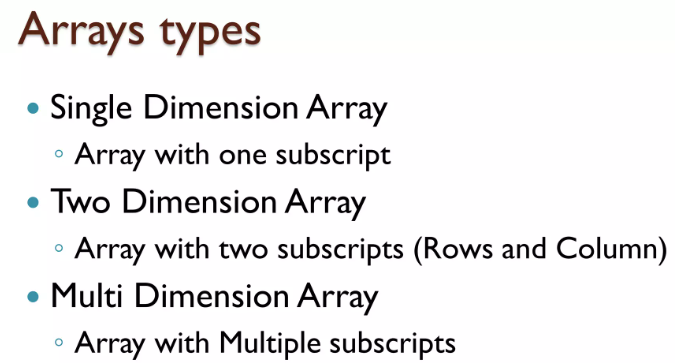 Arrays types
• Single Dimension Array
◦ Array with one subscript
• Two Dimension Array
◦ Array with two subscripts (Rows and Column)
• Multi Dimension Array
◦ Array with Multiple subscripts